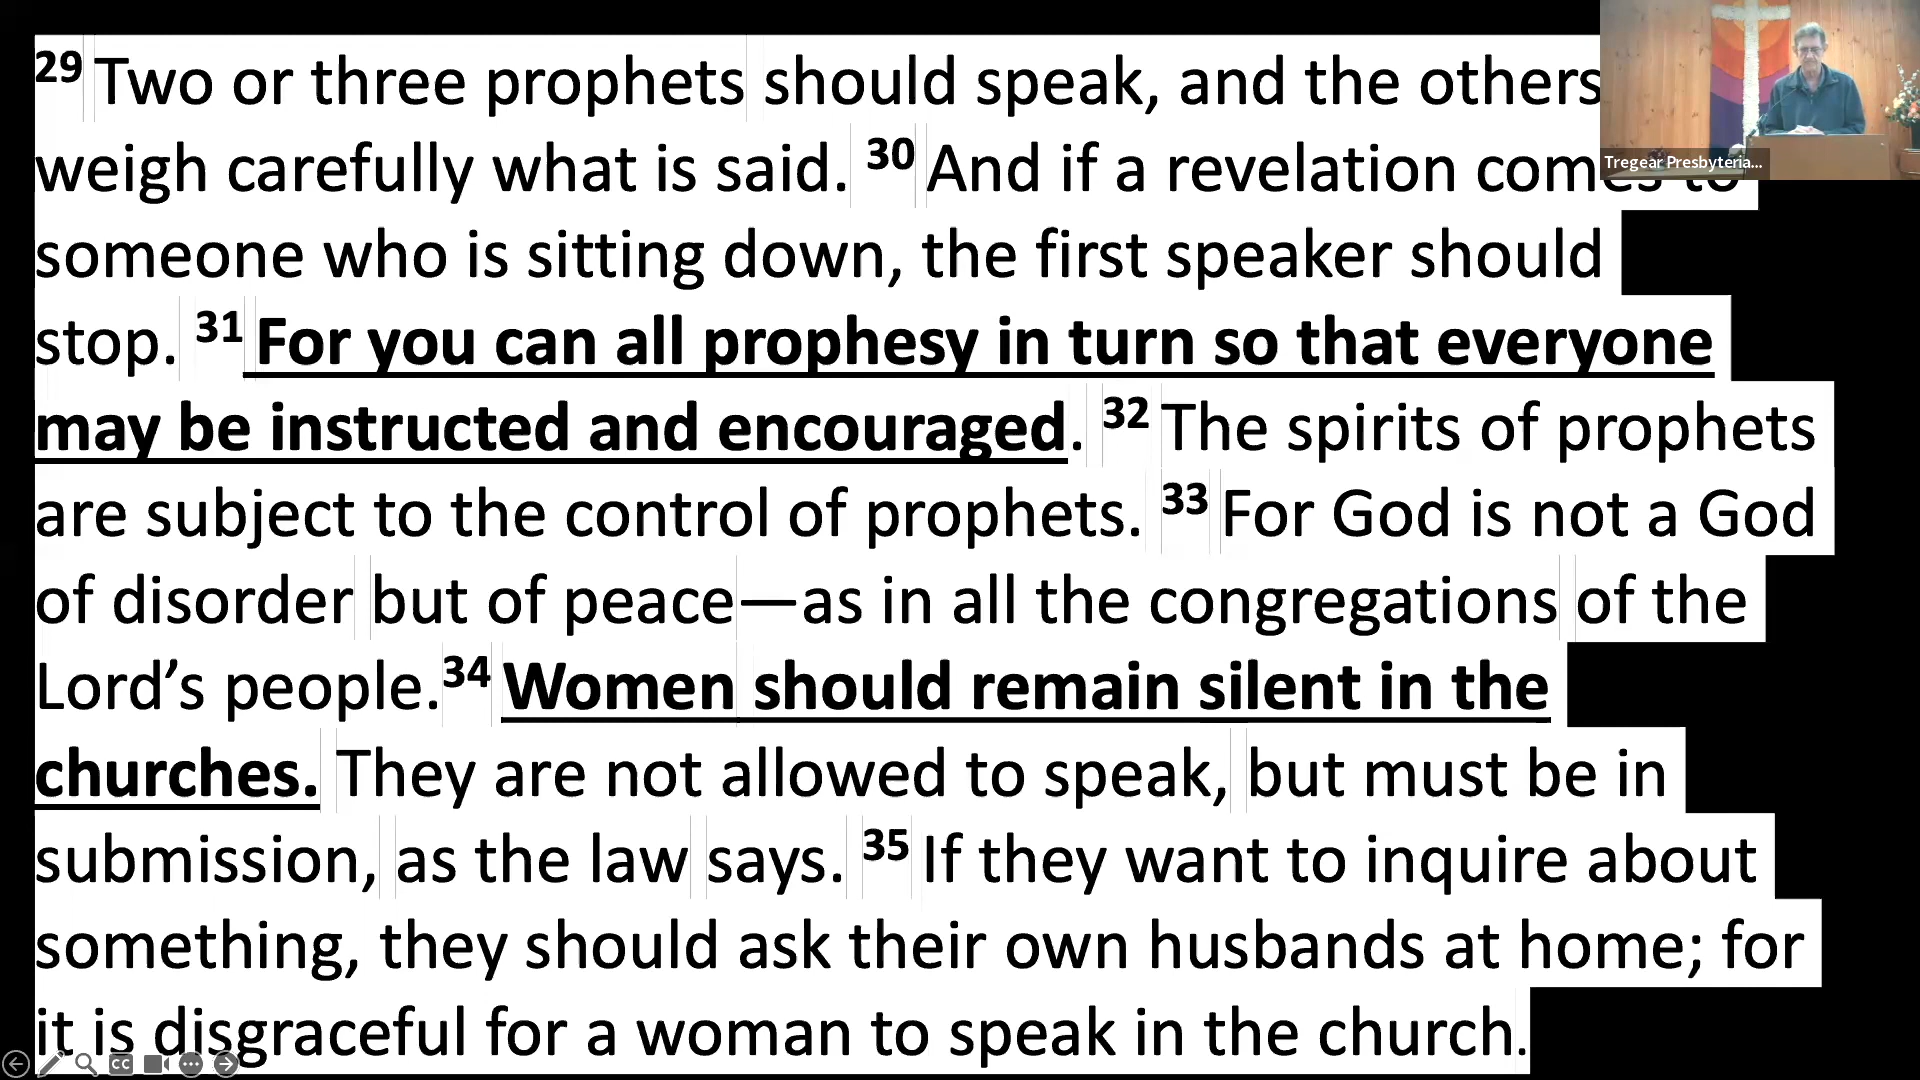 29 Two or three prophets should speak, and the others
weigh carefully what is said. 30 And if a revelation comes to
someone who is sitting down, the first speaker should
stop. 31 For you can all prophesy in turn so that everyone
may be instructed and encouraged. 32 The spirits of prophets
are subject to the control of prophets. 33 For God is not a God
of disorder but of peace—as in all the congregations of the
Lord’s people.34 Women should remain silent in the
churches. They are not allowed to speak, but must be in
submission, as the law says. 35 If they want to inquire about
something, they should ask their own husbands at home; for
it is disgraceful for a woman to speak in the church.
Tregear Presbyteria...
CC